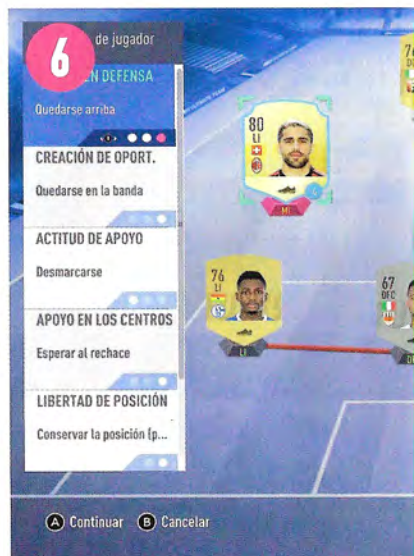 6
de jugador
EN DEFENSA
Quedarse arriba
CREACIÓN DE OPORT.
Quedarse en la banda
ACTITUD DE APOYO
Desmarcarse
APOYO EN LOS CENTROS
Esperar al rechace
LIBERTAD DE POSICIÓN
Conservar la posición (p...
80
LI
MI
76
LI
LI
67
DFC
76
A Continuar B Cancelar